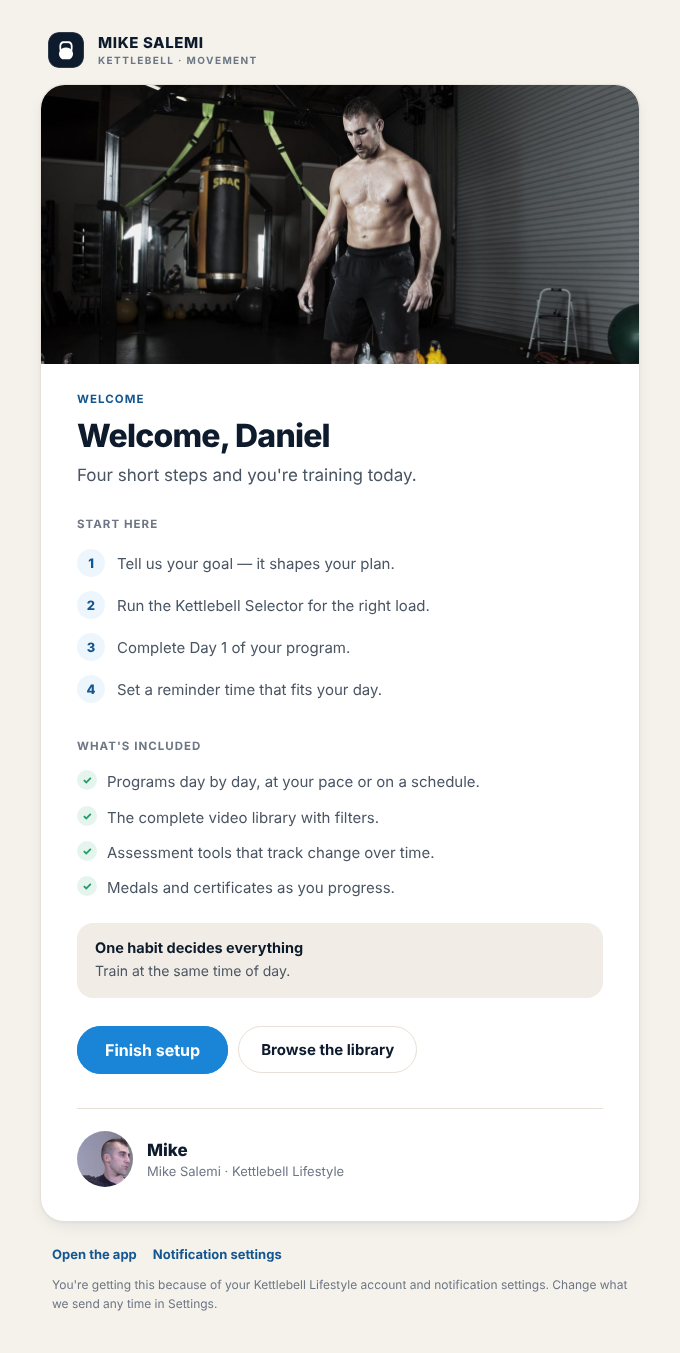 MIKE SALEMI
KETTLEBELL · MOVEMENT
SNAC
WELCOME
Welcome, Daniel
Four short steps and you're training today.
START HERE
1 Tell us your goal — it shapes your plan.
2 Run the Kettlebell Selector for the right load.
3 Complete Day 1 of your program.
4 Set a reminder time that fits your day.
WHAT'S INCLUDED
Programs day by day, at your pace or on a schedule.
The complete video library with filters.
Assessment tools that track change over time.
Medals and certificates as you progress.
One habit decides everything
Train at the same time of day.
Finish setup Browse the library
Mike
Mike Salemi · Kettlebell Lifestyle
Open the app Notification settings
You're getting this because of your Kettlebell Lifestyle account and notification settings. Change what
we send any time in Settings.